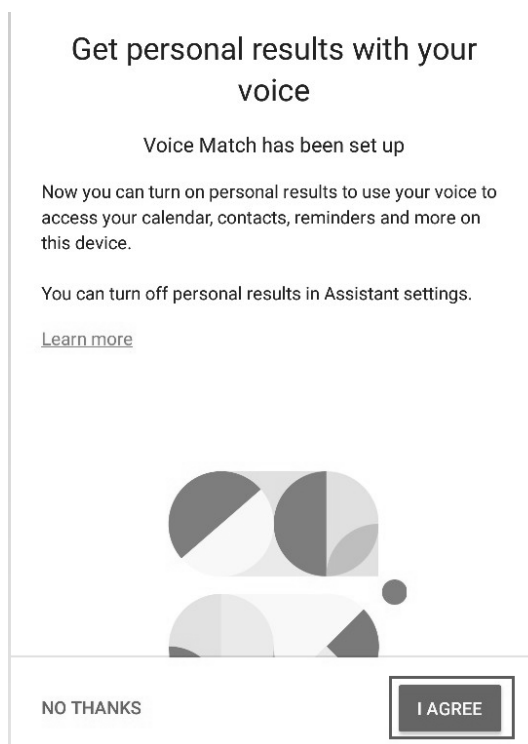 Get personal results with your
voice
Voice Match has been set up
Now you can turn on personal results to use your voice to
access your calendar, contacts, reminders and more on
this device.
You can turn off personal results in Assistant settings.
Learn more
NO THANKS
I AGREE